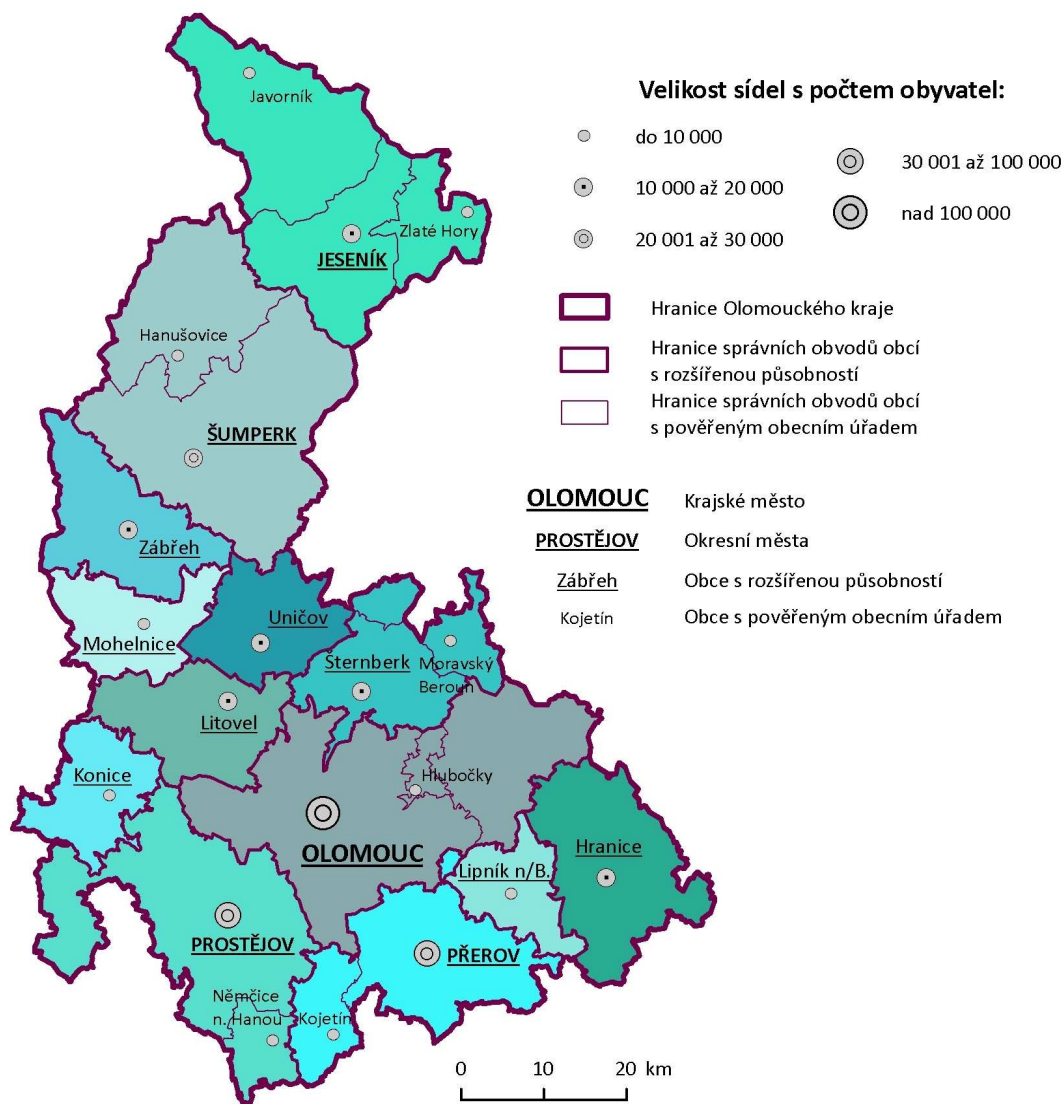 Javorník
Zlaté Hory
JESENÍK
Hanušovice
ŠUMPERK
Zábřeh
Mohelnice
Uničov
Šternberk
Moravský
Beroun
Litovel
Konice
Hlubočky
OLOMOUC
Lipník n/B.
Hranice
PROSTĚJOV
PŘEROV
Němčice
n. Hanou
Kojetín
Velikost sídel s počtem obyvatel:
do 10 000
10 000 až 20 000
20 001 až 30 000
30 001 až 100 000
nad 100 000
Hranice Olomouckého kraje
Hranice správních obvodů obcí
s rozšířenou působností
Hranice správních obvodů obcí
s pověřeným obecním úřadem
OLOMOUC Krajské město
PROSTĚJOV Okresní města
Zábřeh Obce s rozšířenou působností
Kojetín Obce s pověřeným obecním úřadem
0 10 20 km